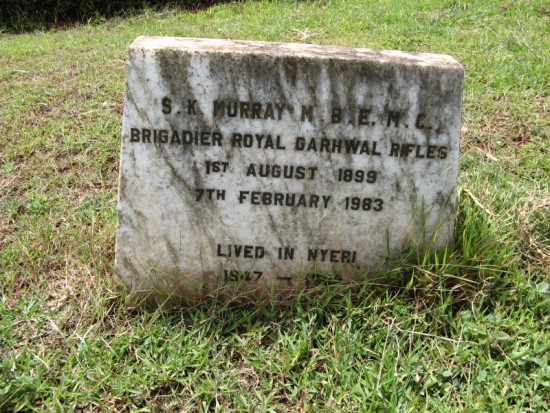 S. K. MURRAY M. B. E. M. C.
BRIGADIER ROYAL GARHWAL RIFLES
1ST AUGUST 1899
7TH FEBRUARY 1983
LIVED IN NYERI
1947 —